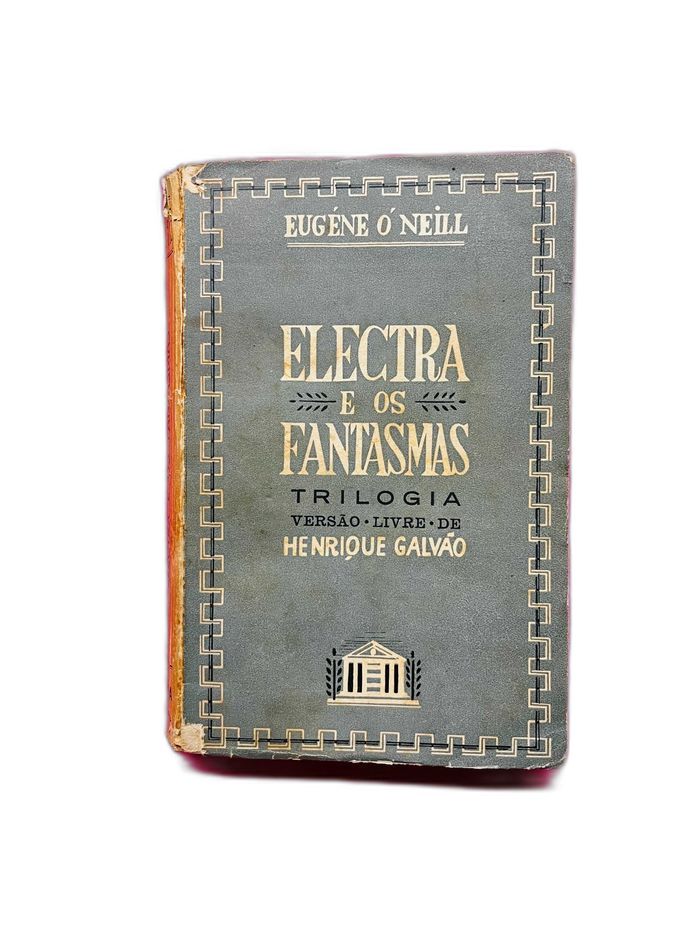 EUGÉNE O'NEILL
ELECTRA
E OS
FANTASMAS
TRILOGIA
VERSÃO · LIVRE · DE
HENRIQUE GALVÃO